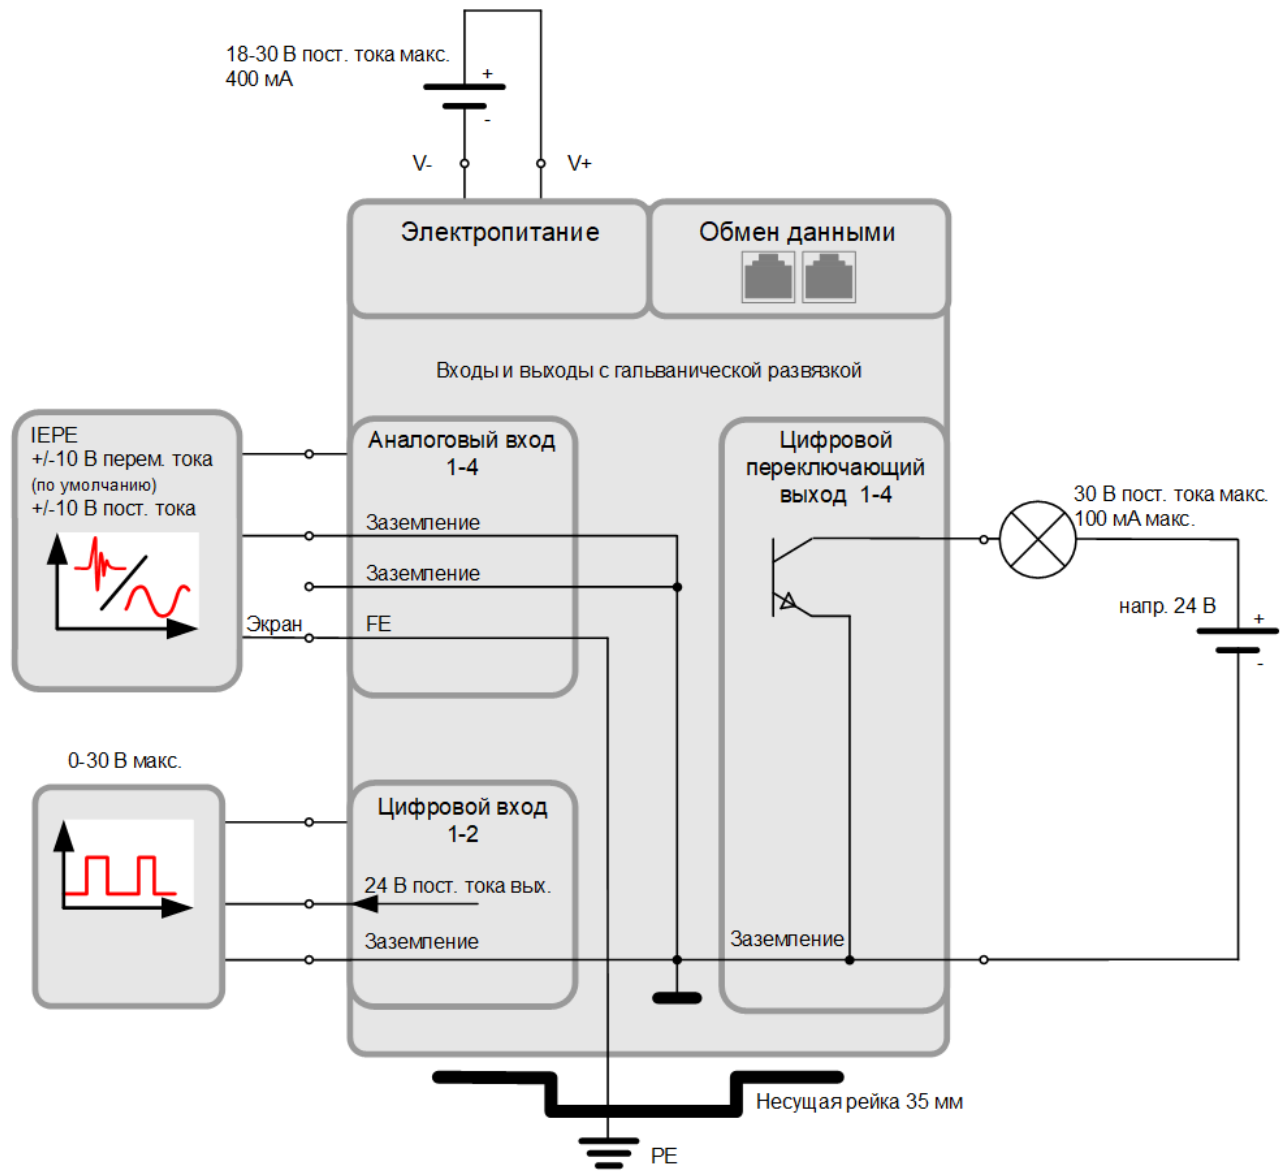 18-30 В пост. тока макс.
400 мА
+
-
V-
V+
Электропитание
Обмен данными
Входы и выходы с гальванической развязкой
IEPE
+/-10 В перем. тока
(по умолчанию)
+/-10 В пост. тока
Экран
Аналоговый вход
1-4
Заземление
Заземление
FE
Цифровой
переключающий
выход 1-4
30 В пост. тока макс.
100 мА макс.
напр. 24 В
+
-
0-30 В макс.
Цифровой вход
1-2
24 В пост. тока вых.
Заземление
Заземление
Несущая рейка 35 мм
PE